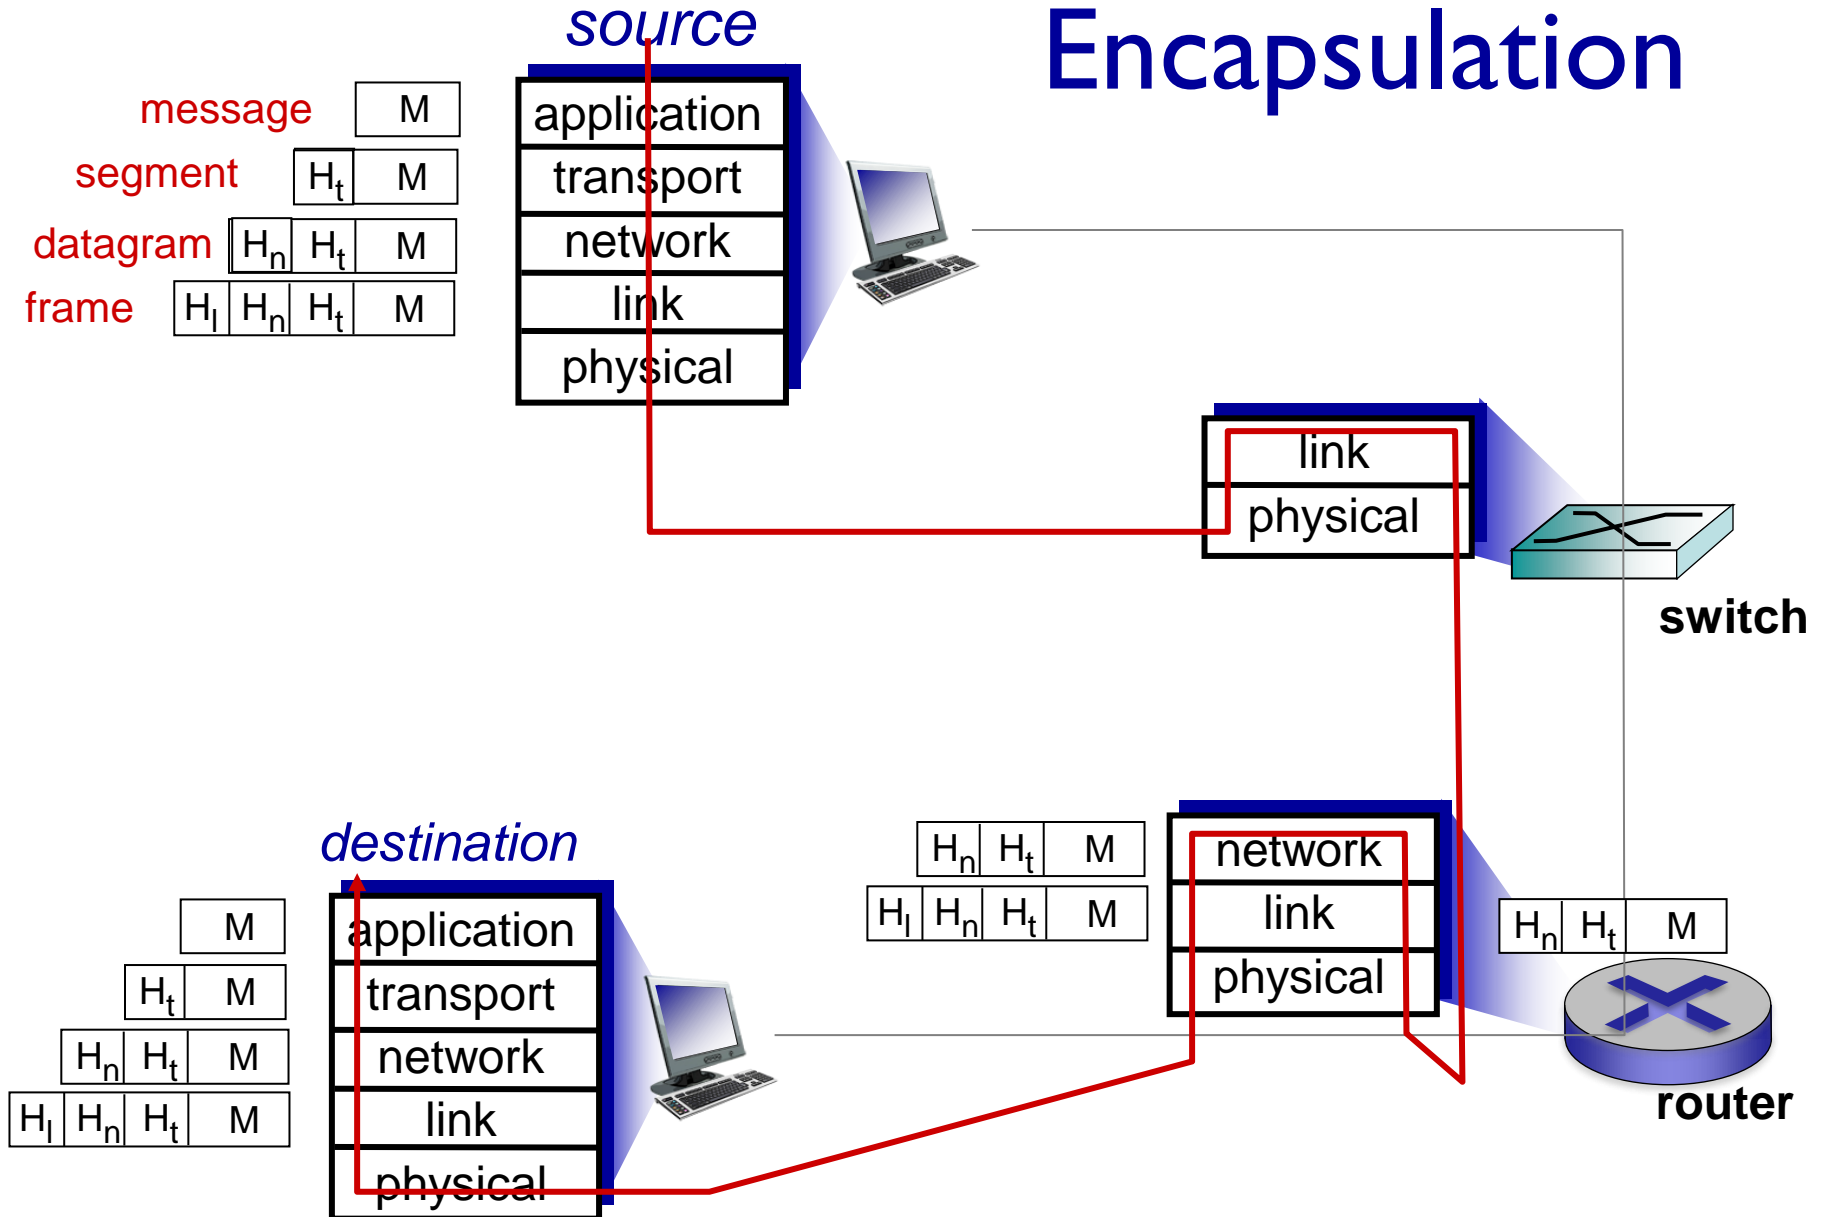 source
Encapsulation
message M application
segment Ht M transport
datagram Hn Ht M network
frame Hl Hn Ht M link
physical
link
physical
switch
destination
Hn Ht M network
Hl Hn Ht M link
physical
Hn Ht M
router
M application
Ht M transport
Hn Ht M network
Hl Hn Ht M link
physical